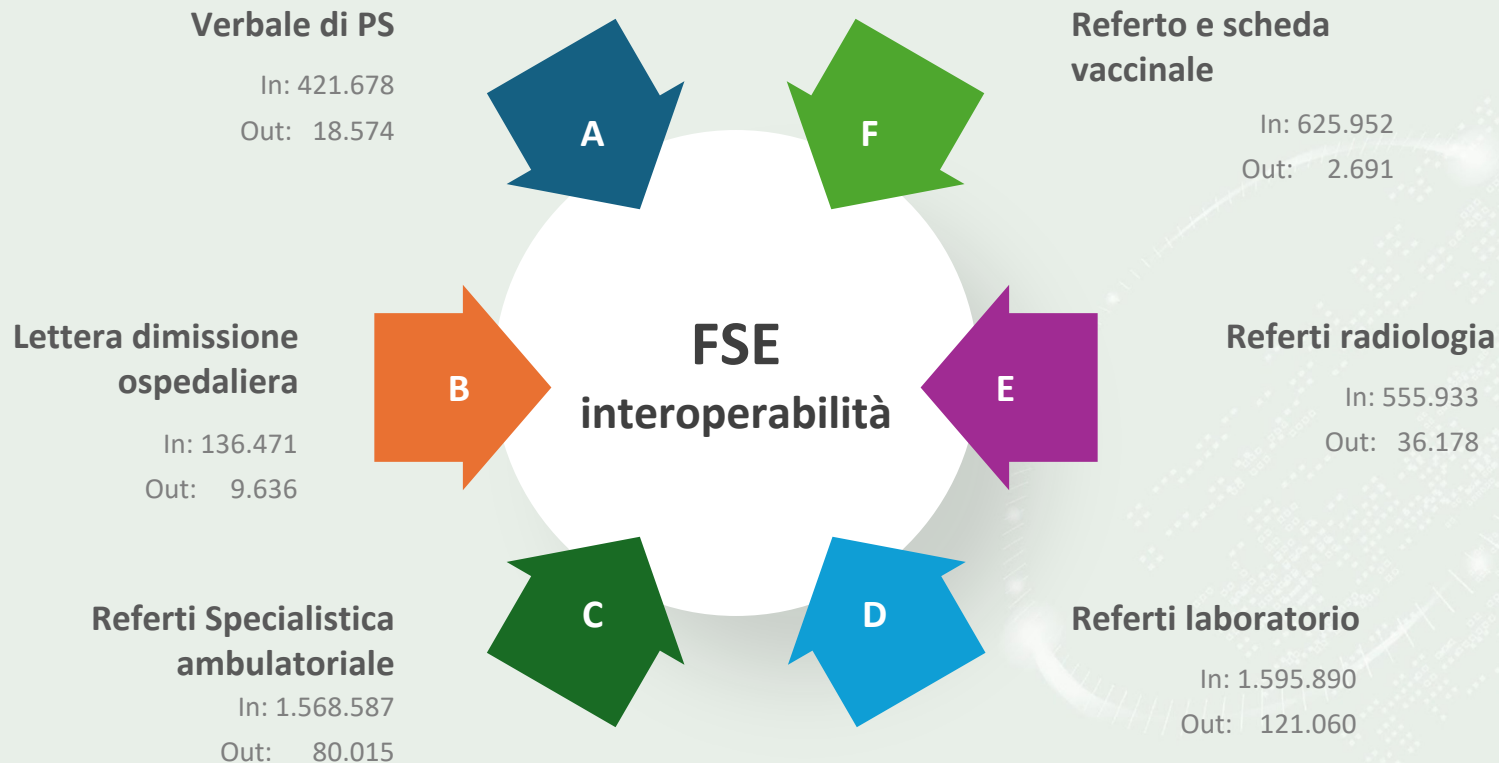 Verbale di PS
In: 421.678
Out: 18.574
A
Lettera dimissione
ospedaliera
In: 136.471
Out: 9.636
B
Referti Specialistica
ambulatoriale
In: 1.568.587
Out: 80.015
C
FSE
interoperabilità
Referti laboratorio
In: 1.595.890
Out: 121.060
D
Referti radiologia
In: 555.933
Out: 36.178
E
Referto e scheda
vaccinale
In: 625.952
Out: 2.691
F